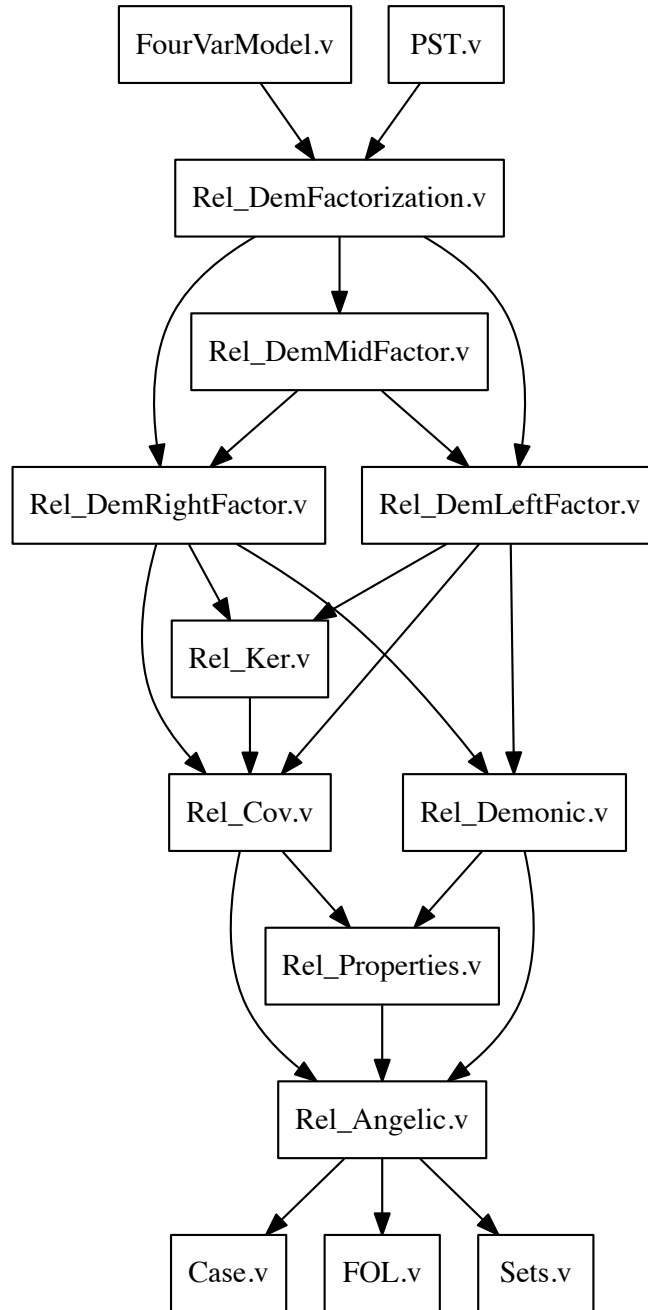 FourVarModel.v
PST.v
Rel_DemFactorization.v
Rel_DemMidFactor.v
Rel_DemRightFactor.v
Rel_DemLeftFactor.v
Rel_Ker.v
Rel_Cov.v
Rel_Demonic.v
Rel_Properties.v
Rel_Angelic.v
Case.v
FOL.v
Sets.v